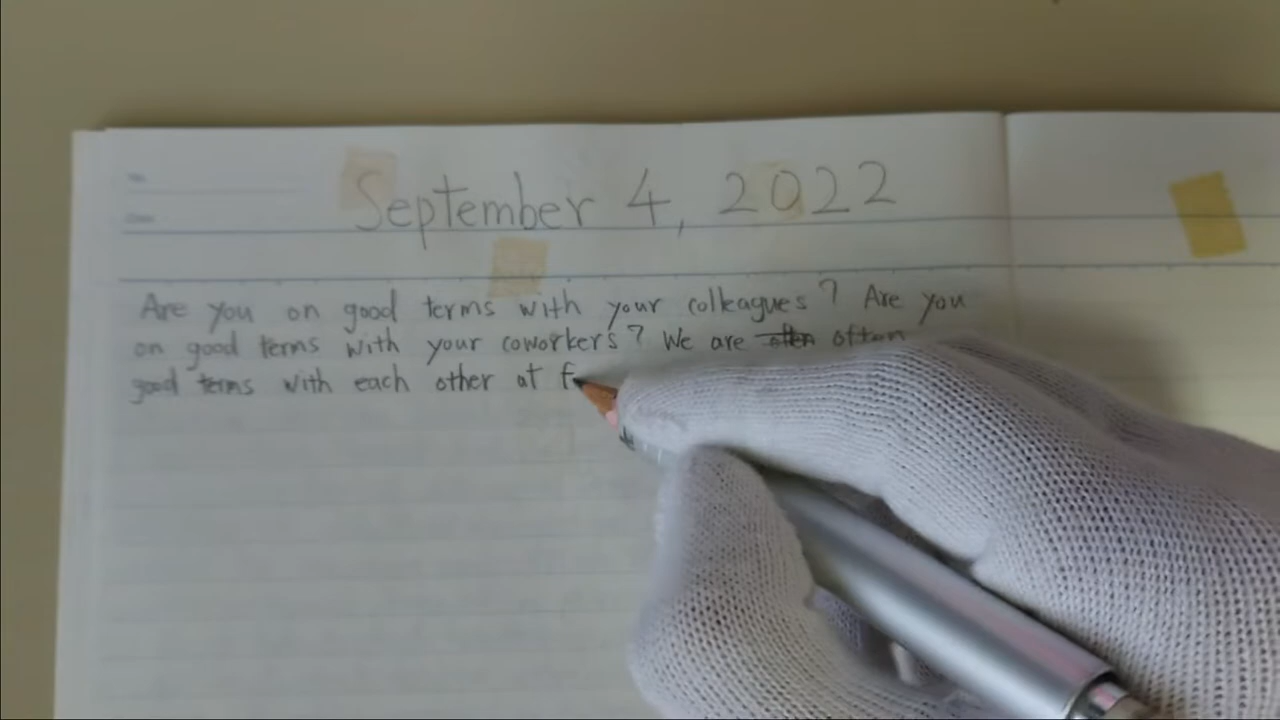 September 4, 2022
Are you on good terms with your colleagues? Are you
on good terms with your coworkers? We are often often
good terms with each other at f